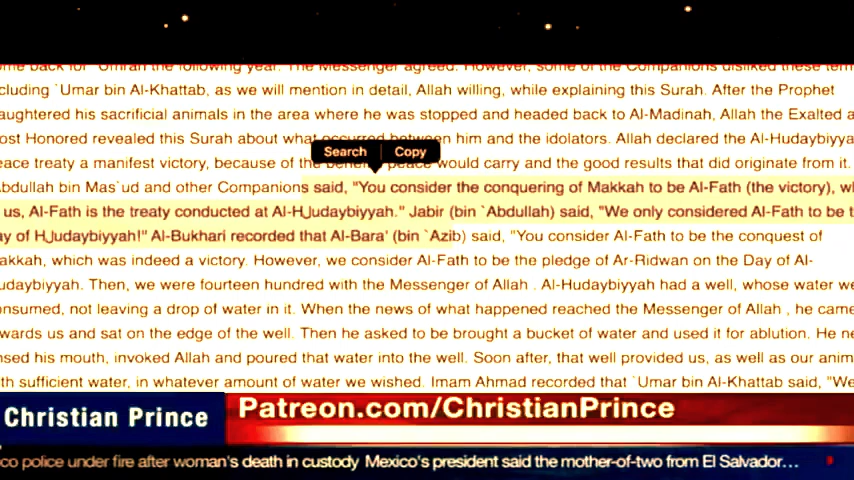 come back for `Umrah the following year. The Messenger agreed. However, some of the Companions disliked these
cluding `Umar bin Al-Khattab, as we will mention in detail, Allah willing, while explaining this Surah. After the Prophet
aughtered his sacrificial animals in the area where he was stopped and headed back to Al-Madinah, Allah the Exalted a
ost Honored revealed this Surah about what occurred between him and the idolators. Allah declared the Al-Hudaybiyya
Search Copy
eace treaty a manifest victory, because of the benefits peace would carry and the good results that did originate from it.
Abdullah bin Mas`ud and other Companions said, "You consider the conquering of Makkah to be Al-Fath (the victory), wh
us, Al-Fath is the treaty conducted at Al-HJudaybiyyah." Jabir (bin `Abdullah) said, "We only considered Al-Fath to be t
ay of HJudaybiyyah!" Al-Bukhari recorded that Al-Bara' (bin `Azib) said, "You consider Al-Fath to be the conquest of
akkah, which was indeed a victory. However, we consider Al-Fath to be the pledge of Ar-Ridwan on the Day of Al-
udaybiyyah. Then, we were fourteen hundred with the Messenger of Allah . Al-Hudaybiyyah had a well, whose water we
onsumed, not leaving a drop of water in it. When the news of what happened reached the Messenger of Allah , he came
wards us and sat on the edge of the well. Then he asked to be brought a bucket of water and used it for ablution. He ne
nsed his mouth, invoked Allah and poured that water into the well. Soon after, that well provided us, as well as our anim
th sufficient water, in whatever amount of water we wished. Imam Ahmad recorded that `Umar bin Al-Khattab said, "We
Christian Prince
Patreon.com/ChristianPrince
co police under fire after woman's death in custody Mexico's president said the mother-of-two from El Salvador...